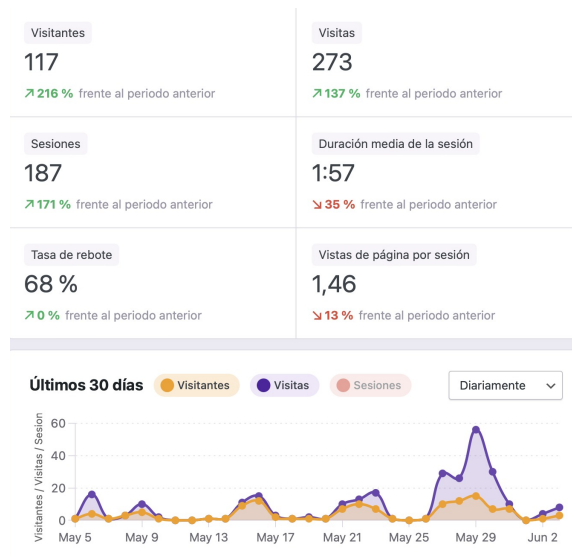 Visitantes
117
216 % frente al periodo anterior
Visitas
273
137 % frente al periodo anterior
Sesiones
187
171 % frente al periodo anterior
Duración media de la sesión
1:57
35 % frente al periodo anterior
Tasa de rebote
68 %
0 % frente al periodo anterior
Vistas de página por sesión
1,46
13 % frente al periodo anterior
Últimos 30 días
Visitantes
Visitas
Sesiones
Diariamente
Visitantes / Visitas / Sesion
60
40
20
0
May 5 May 9 May 13 May 17 May 21 May 25 May 29 Jun 2